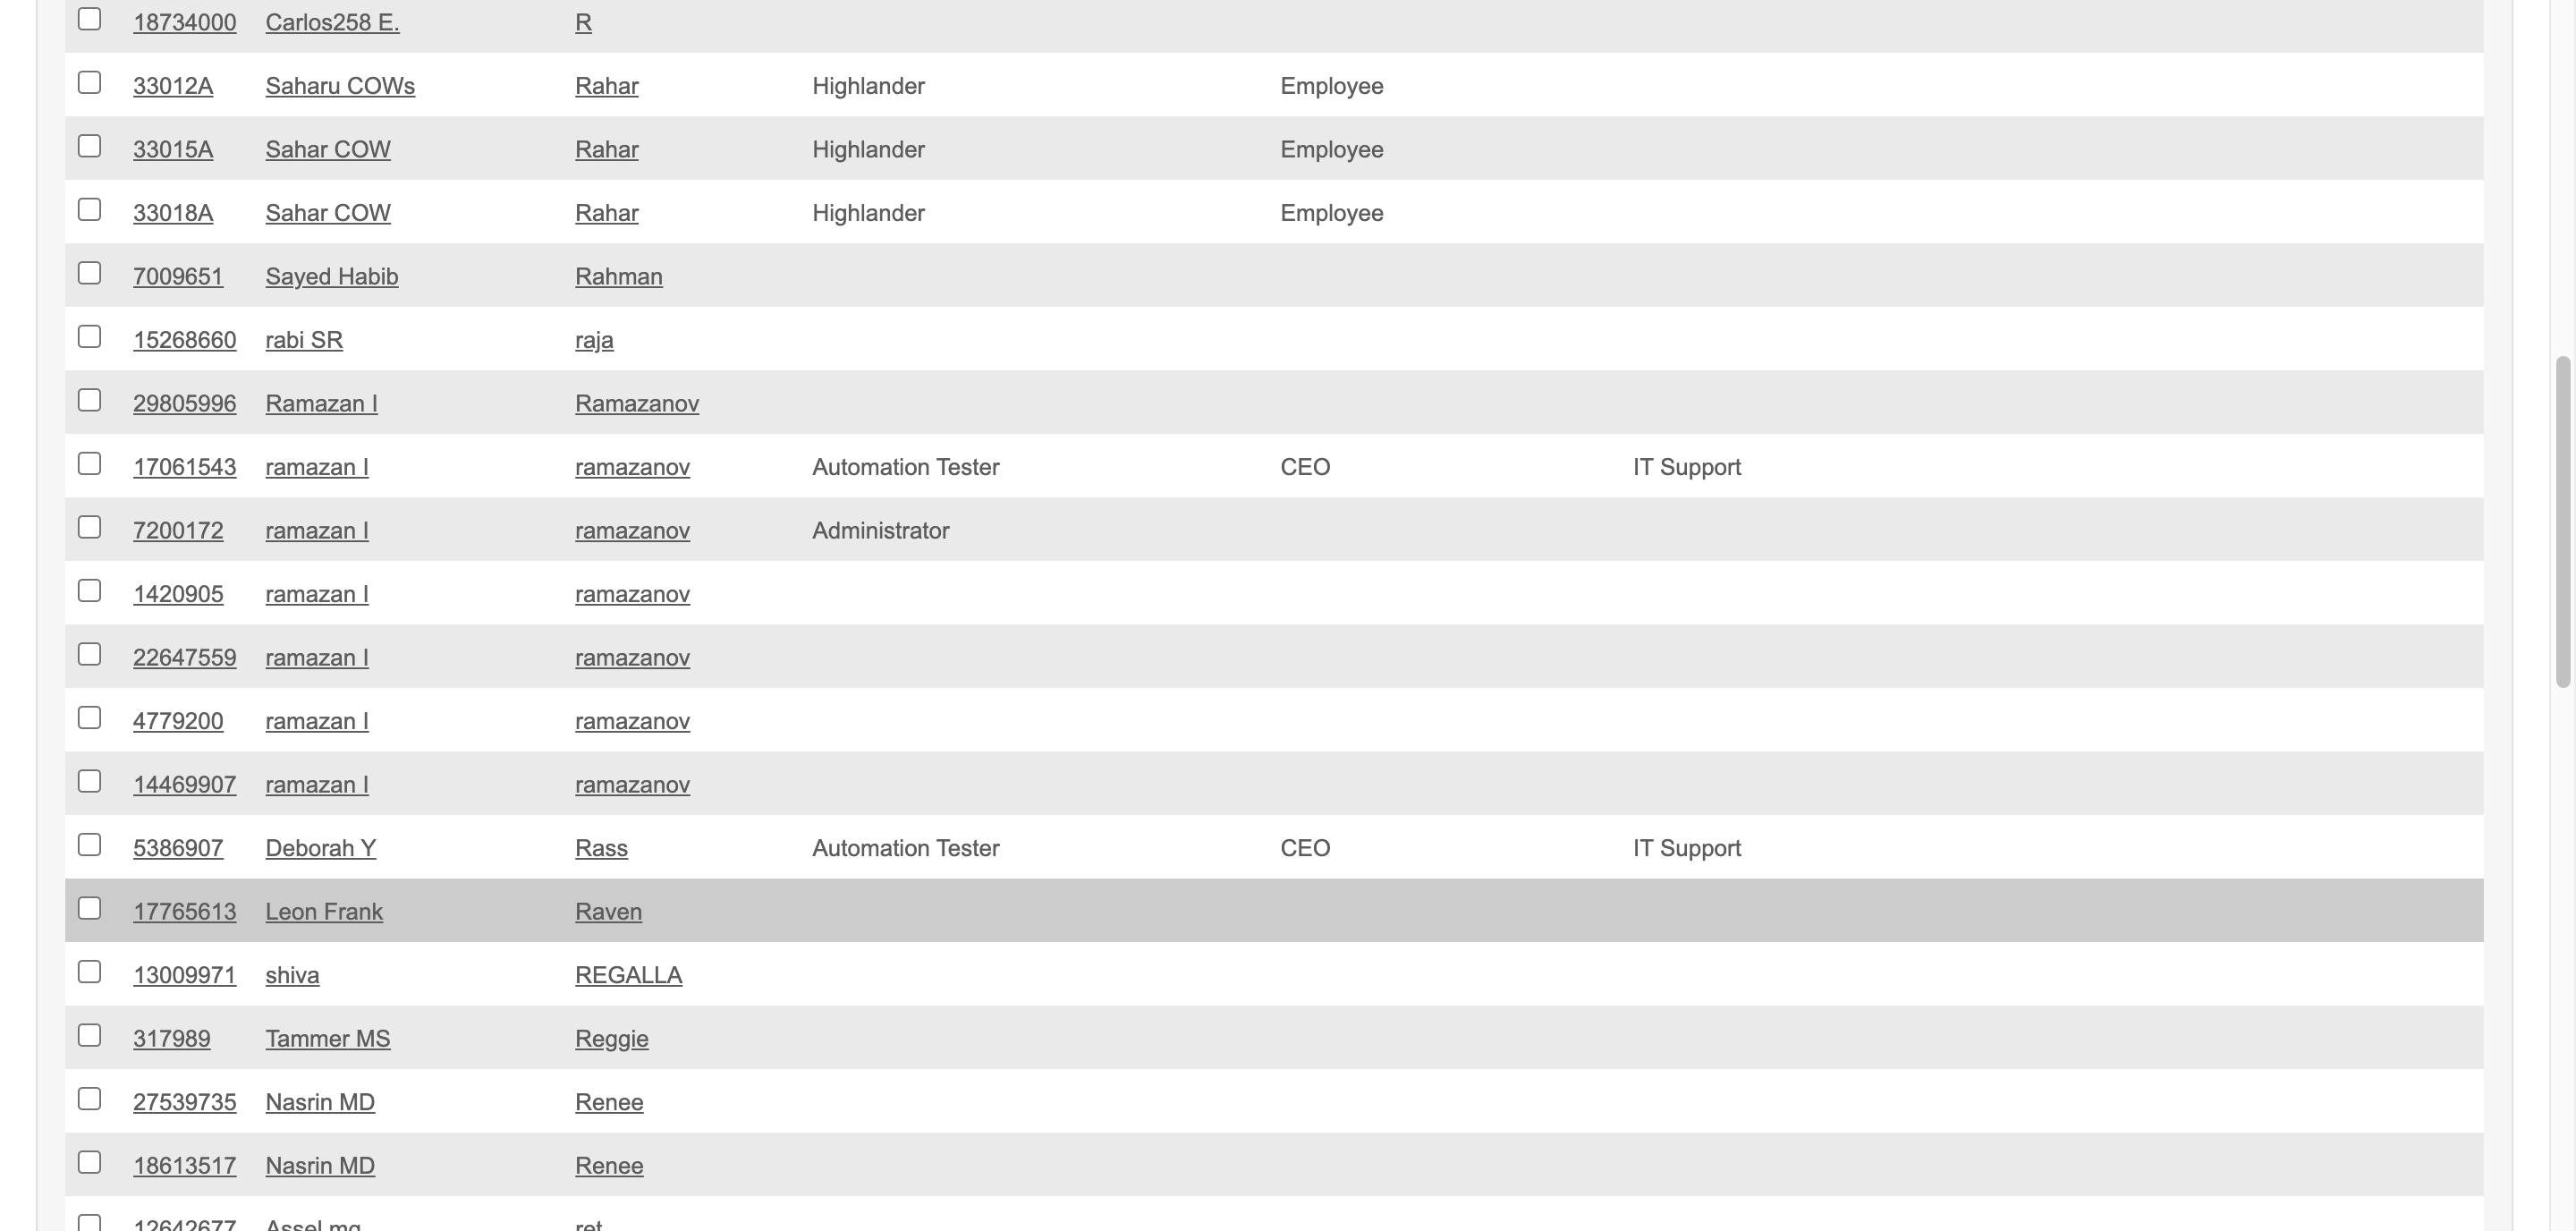 18734000 Carlos258 E. R
33012A Saharu COWs Rahar Highlander Employee
33015A Sahar COW Rahar Highlander Employee
33018A Sahar COW Rahar Highlander Employee
7009651 Sayed Habib Rahman
15268660 rabi SR raja
29805996 Ramazan I Ramazanov
17061543 ramazan I ramazanov Automation Tester CEO IT Support
7200172 ramazan I ramazanov Administrator
1420905 ramazan I ramazanov
22647559 ramazan I ramazanov
4779200 ramazan I ramazanov
14469907 ramazan I ramazanov
5386907 Deborah Y Rass Automation Tester CEO IT Support
17765613 Leon Frank Raven
13009971 shiva REGALLA
317989 Tammer MS Reggie
27539735 Nasrin MD Renee
18613517 Nasrin MD Renee
12642677 Assel mg ret